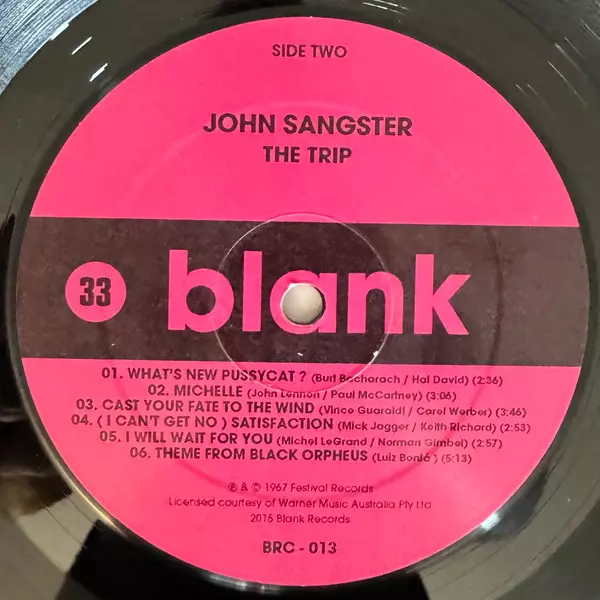 SIDE TWO
JOHN SANGSTER
THE TRIP
33 blank
01. WHAT'S NEW PUSSYCAT ? (Burt Bacharach / Hal David) (2:36)
02. MICHELLE (John Lennon / Paul McCartney) (3:06)
03. CAST YOUR FATE TO THE WIND (Vince Guaraldi / Carel Werber) (3:46)
04. ( I CAN'T GET NO ) SATISFACTION (Mick Jagger / Keith Richard) (2:53)
05. I WILL WAIT FOR YOU (Michel LeGrand / Norman Gimbel) (2:57)
06. THEME FROM BLACK ORPHEUS (Luiz Bonfá ) (5:13)
℗ & © 1967 Festival Records
Licensed courtesy of Warner Music Australia Pty Ltd
2015 Blank Records
BRC - 013